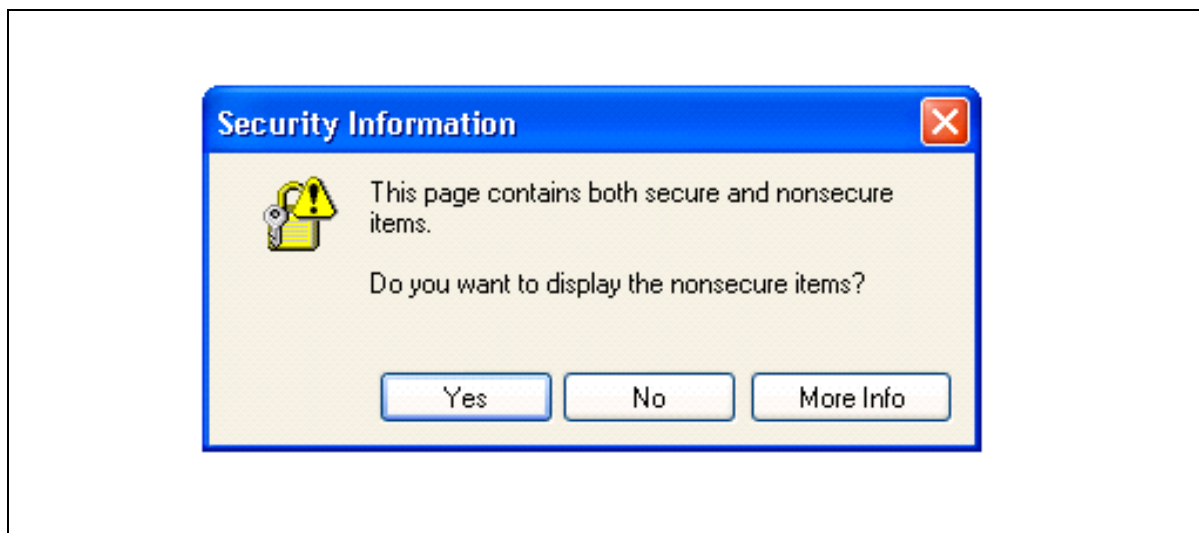 Security Information
This page contains both secure and nonsecure
items.
Do you want to display the nonsecure items?
Yes No More Info